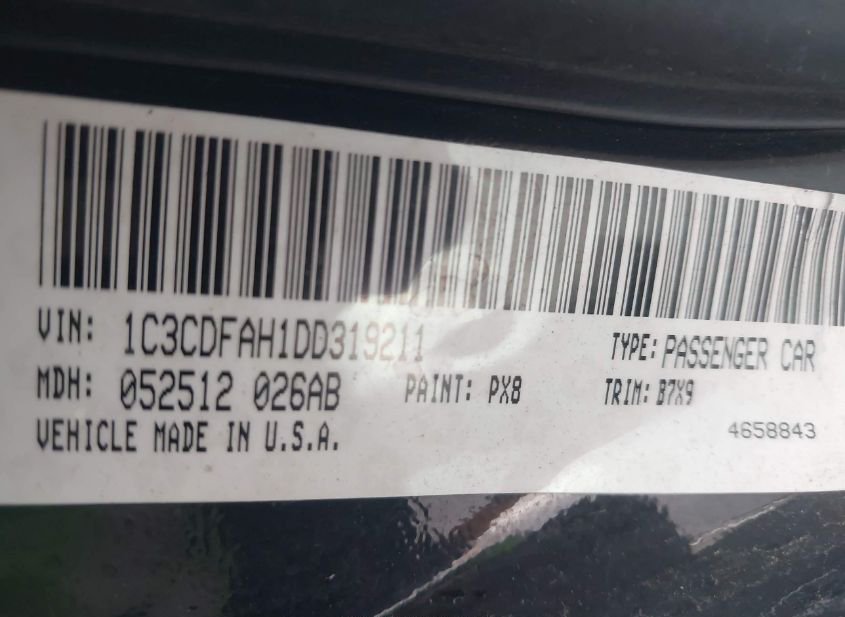 VIN: 1C3CDFAH1DD319211 TYPE: PASSENGER CAR
MDH: 052512 026AB PAINT: PX8 TRIM: B7X9
VEHICLE MADE IN U.S.A. 4658843